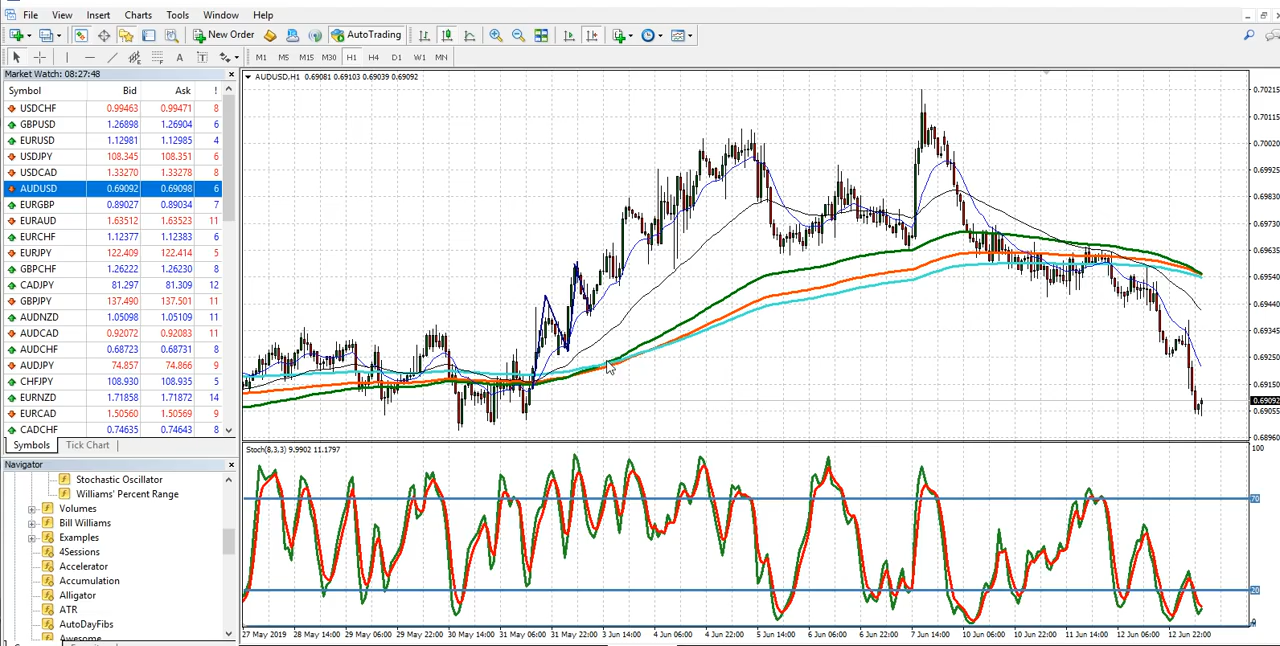 File View Insert Charts Tools Window Help
New Order AutoTrading
A T M1 M5 M15 M30 H1 H4 D1 W1 MN
Market Watch: 08:27:48
Symbol Bid Ask !
USDCHF 0.99463 0.99471 8
GBPUSD 1.26898 1.26904 6
EURUSD 1.12981 1.12985 4
USDJPY 108.345 108.351 6
USDCAD 1.33270 1.33278 8
AUDUSD 0.69092 0.69098 6
EURGBP 0.89027 0.89034 7
EURAUD 1.63512 1.63523 11
EURCHF 1.12377 1.12383 6
EURJPY 122.409 122.414 5
GBPCHF 1.26222 1.26230 8
CADJPY 81.297 81.309 12
GBPJPY 137.490 137.501 11
AUDNZD 1.05098 1.05109 11
AUDCAD 0.92072 0.92083 11
AUDCHF 0.68723 0.68731 8
AUDJPY 74.857 74.866 9
CHFJPY 108.930 108.935 5
EURNZD 1.71858 1.71872 14
EURCAD 1.50560 1.50569 9
CADCHF 0.74635 0.74643 8
Symbols Tick Chart
Navigator
Stochastic Oscillator
Williams' Percent Range
Volumes
Bill Williams
Examples
4Sessions
Accelerator
Accumulation
Alligator
ATR
AutoDayFibs
Awesome
AUDUSD.H1 0.69081 0.69103 0.69039 0.69092
0.70215
0.70115
0.70020
0.69925
0.69830
0.69730
0.69635
0.69540
0.69440
0.69345
0.69250
0.69150
0.69092
0.69055
0.68960
Stoch(8,3,3) 9.9902 11.1797
100
70
20
0
27 May 2019 28 May 14:00 29 May 06:00 29 May 22:00 30 May 14:00 31 May 06:00 31 May 22:00 3 Jun 14:00 4 Jun 06:00 4 Jun 22:00 5 Jun 14:00 6 Jun 06:00 6 Jun 22:00 7 Jun 14:00 10 Jun 06:00 10 Jun 22:00 11 Jun 14:00 12 Jun 06:00 12 Jun 22:00